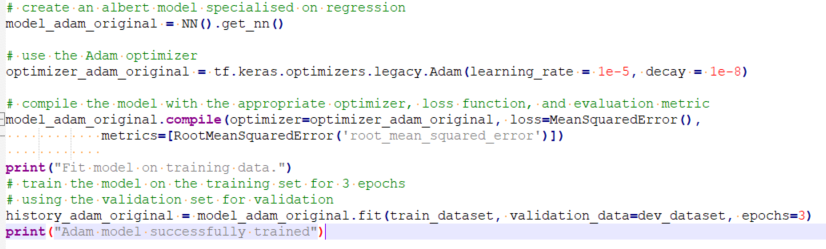 # create an albert model specialised on regression
model_adam_original = NN().get_nn()
# use the Adam optimizer
optimizer_adam_original = tf.keras.optimizers.legacy.Adam(learning_rate = 1e-5, decay = 1e-8)
# compile the model with the appropriate optimizer, loss function, and evaluation metric
model_adam_original.compile(optimizer=optimizer_adam_original, loss=MeanSquaredError(),
metrics=[RootMeanSquaredError('root_mean_squared_error')])
print("Fit model on training data.")
# train the model on the training set for 3 epochs
# using the validation set for validation
history_adam_original = model_adam_original.fit(train_dataset, validation_data=dev_dataset, epochs=3)
print("Adam model successfully trained")